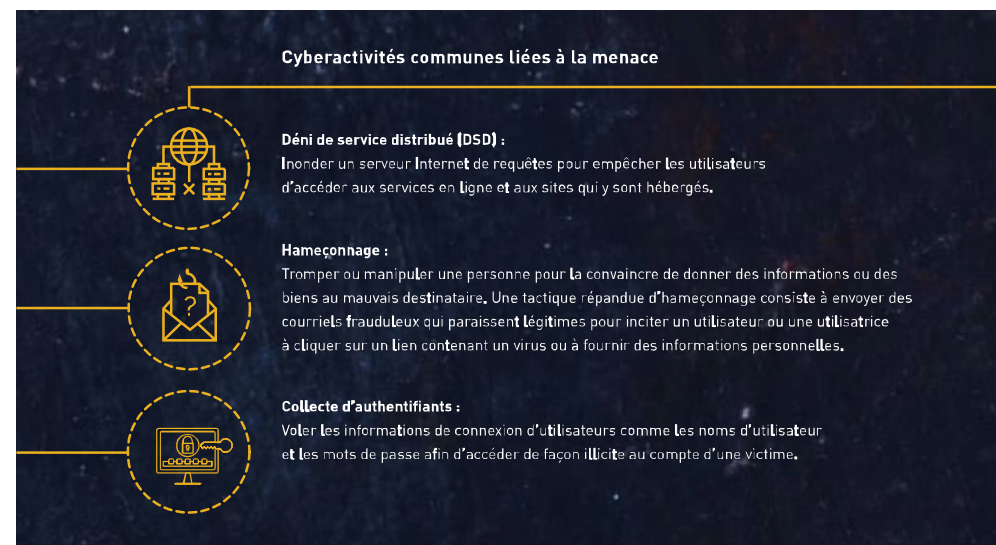 Cyberactivités communes liées à la menace
Déni de service distribué (DSD) :
Inonder un serveur Internet de requêtes pour empêcher les utilisateurs
d'accéder aux services en ligne et aux sites qui y sont hébergés.
Hameçonnage :
Tromper ou manipuler une personne pour la convaincre de donner des informations ou des
biens au mauvais destinataire. Une tactique répandue d'hameçonnage consiste à envoyer des
courriels frauduleux qui paraissent légitimes pour inciter un utilisateur ou une utilisatrice
à cliquer sur un lien contenant un virus ou à fournir des informations personnelles.
?
Collecte d'authentifiants :
Voler les informations de connexion d'utilisateurs comme les noms d'utilisateur
et les mots de passe afin d'accéder de façon illicite au compte d'une victime.